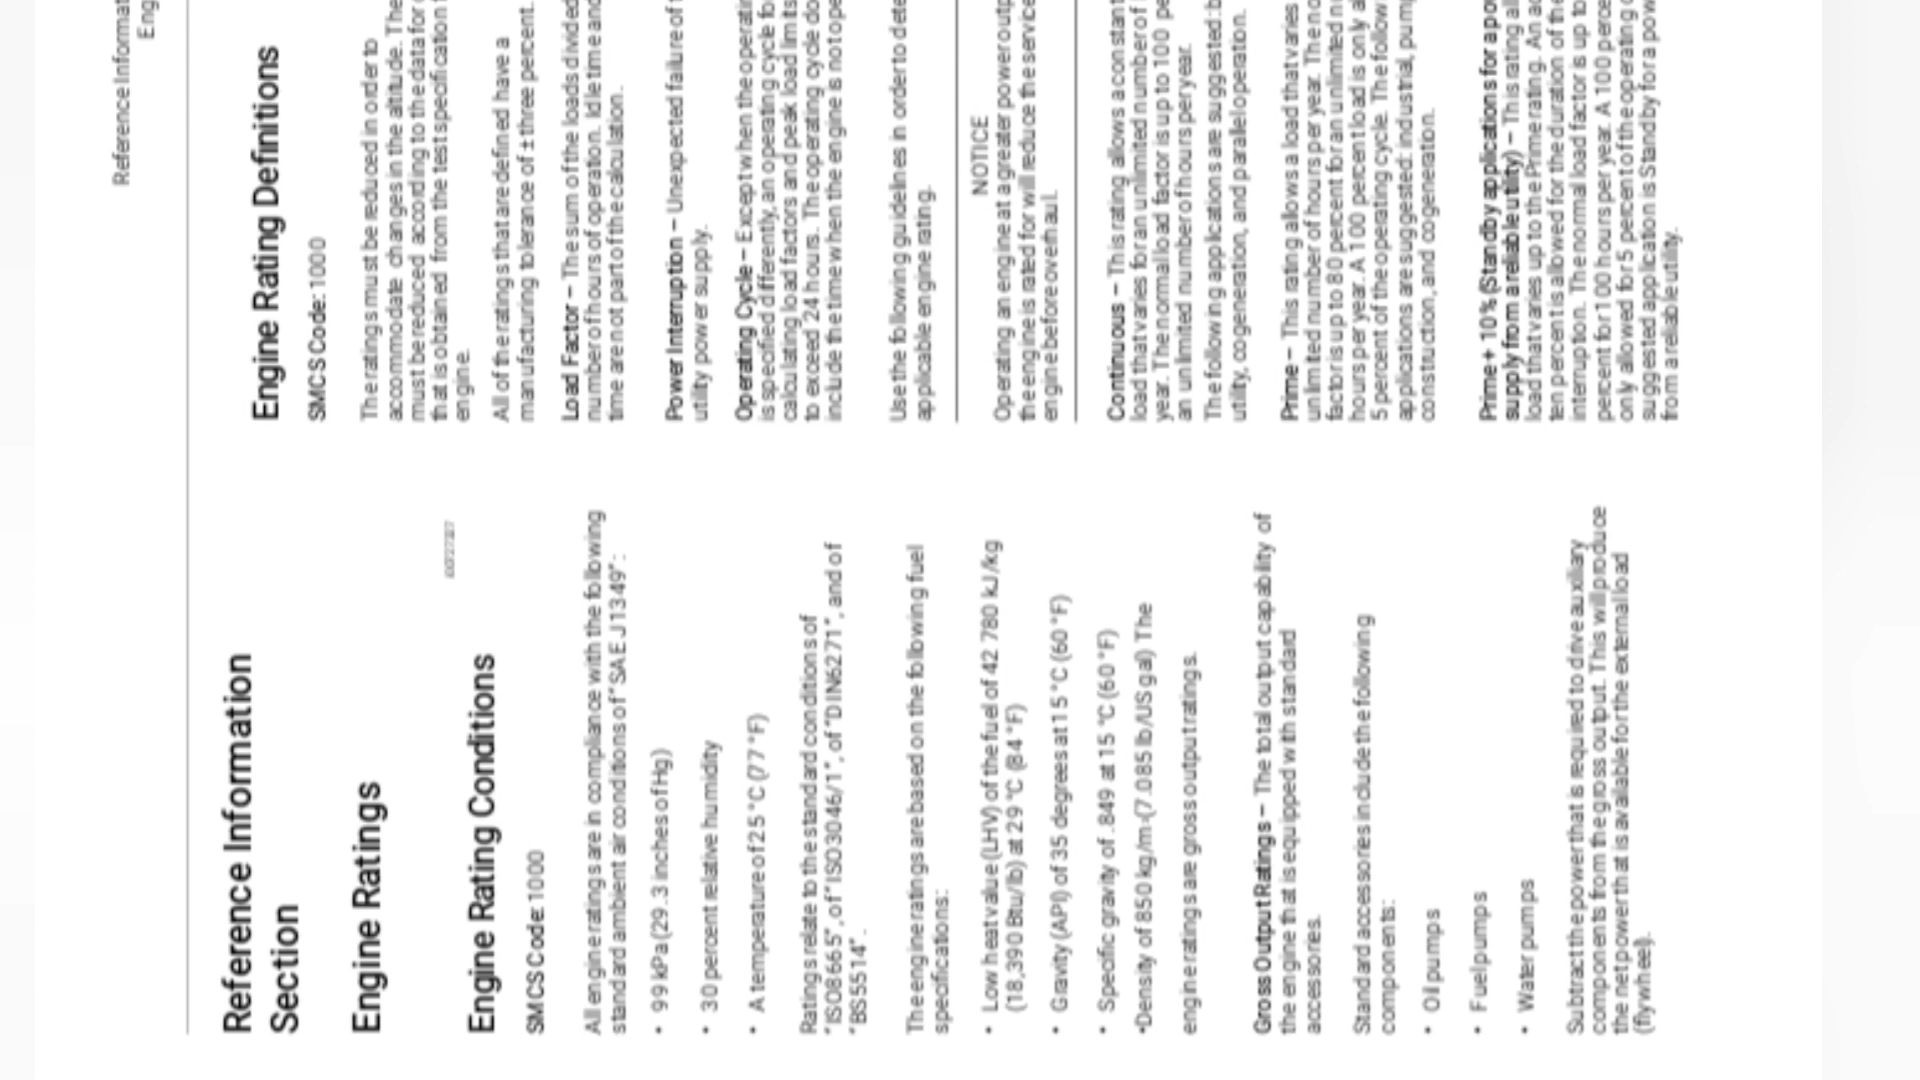 Reference Informat
Eng
Reference Information
Section
Engine Ratings
Engine Rating Conditions
SMCS Code: 1000
All engine ratings are in compliance with the following
standard ambient air conditions of "SAE J1349":
• 99 kPa (29.3 inches of Hg)
• 30 percent relative humidity
• A temperature of 25 °C (77 °F)
Ratings relate to the standard conditions of
"ISO8665", of "ISO3046/1", of "DIN6271", and of
"BS5514".
The engine ratings are based on the following fuel
specifications:
• Low heat value (LHV) of the fuel of 42 780 kJ/kg
(18,390 Btu/lb) at 29 °C (84 °F)
• Gravity (API) of 35 degrees at 15 °C (60 °F)
• Specific gravity of .849 at 15 °C (60 °F)
•Density of 850 kg/m (7.085 lb/US gal) The
engine ratings are gross output ratings.
Gross Output Ratings – The total output capability of
the engine that is equipped with standard
accessories.
Standard accessories include the following
components:
• Oil pumps
• Fuel pumps
• Water pumps
Subtract the power that is required to drive auxiliary
components from the gross output. This will produce
the net power that is available for the external load
(flywheel).
Engine Rating Definitions
SMCS Code: 1000
The ratings must be reduced in order to
accommodate changes in the altitude. The
must be reduced according to the data for
that is obtained from the test specification
engine.
All of the ratings that are defined have a
manufacturing tolerance of ± three percent.
Load Factor – The sum of the loads divided
number of hours of operation. Idle time and
time are not part of the calculation.
Power Interruption – Unexpected failure of
utility power supply.
Operating Cycle – Except when the operati
is specified differently, an operating cycle fo
calculating load factors and peak load limits
to exceed 24 hours. The operating cycle do
include the time when the engine is not ope
Use the following guidelines in order to dete
applicable engine rating.
NOTICE
Operating an engine at a greater power outp
the engine is rated for will reduce the service
engine before overhaul.
Continuous – This rating allows a constant
load that varies for an unlimited number of
year. The normal load factor is up to 100 pe
an unlimited number of hours per year.
The following applications are suggested: b
utility, cogeneration, and parallel operation.
Prime – This rating allows a load that varies
unlimited number of hours per year. The no
factor is up to 80 percent for an unlimited n
hours per year. A 100 percent load is only a
5 percent of the operating cycle. The follow
applications are suggested: industrial, pump
construction, and cogeneration.
Prime + 10% (Standby applications for a po
supply from a reliable utility) – This rating al
load that varies up to the Prime rating. An ad
ten percent is allowed for the duration of the
interruption. The normal load factor is up to
percent for 100 hours per year. A 100 perce
only allowed for 5 percent of the operating c
suggested application is Standby for a pow
from a reliable utility.